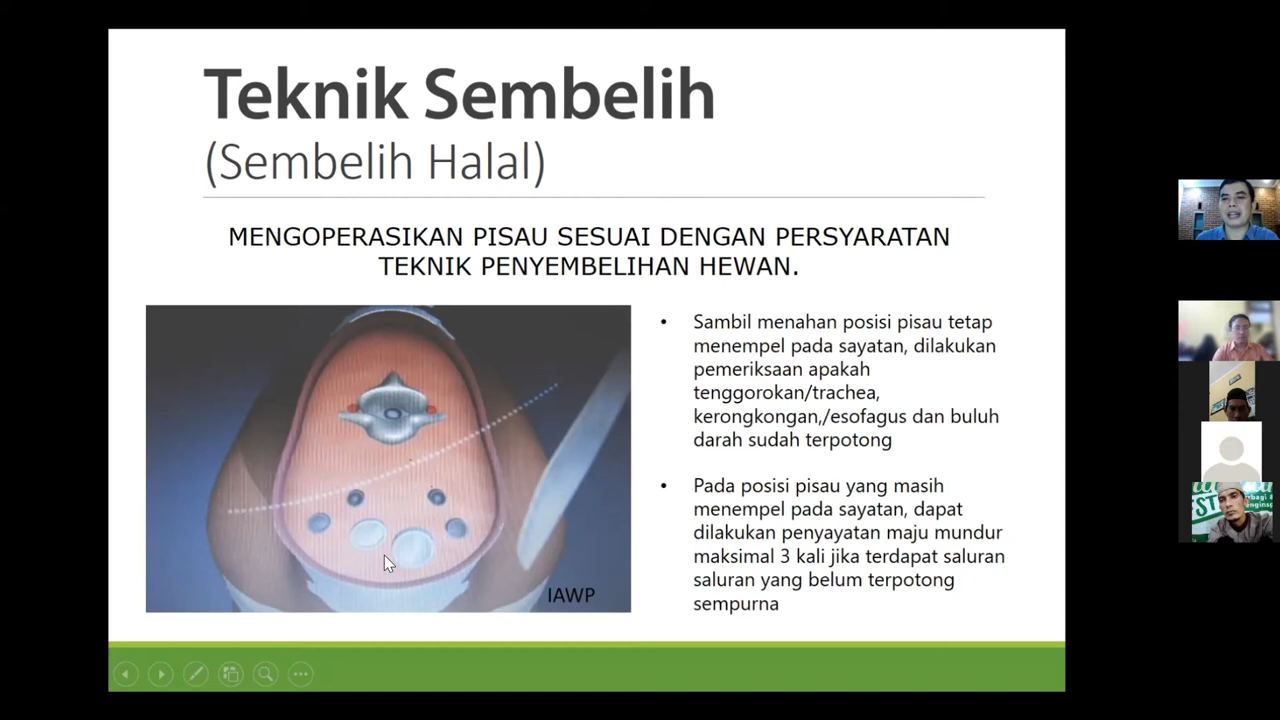 Teknik Sembelih
(Sembelih Halal)
MENGOPERASIKAN PISAU SESUAI DENGAN PERSYARATAN
TEKNIK PENYEMBELIHAN HEWAN.
• Sambil menahan posisi pisau tetap
menempel pada sayatan, dilakukan
pemeriksaan apakah
tenggorokan/trachea,
kerongkongan,/esofagus dan buluh
darah sudah terpotong
• Pada posisi pisau yang masih
menempel pada sayatan, dapat
dilakukan penyayatan maju mundur
maksimal 3 kali jika terdapat saluran
saluran yang belum terpotong
sempurna
IAWP